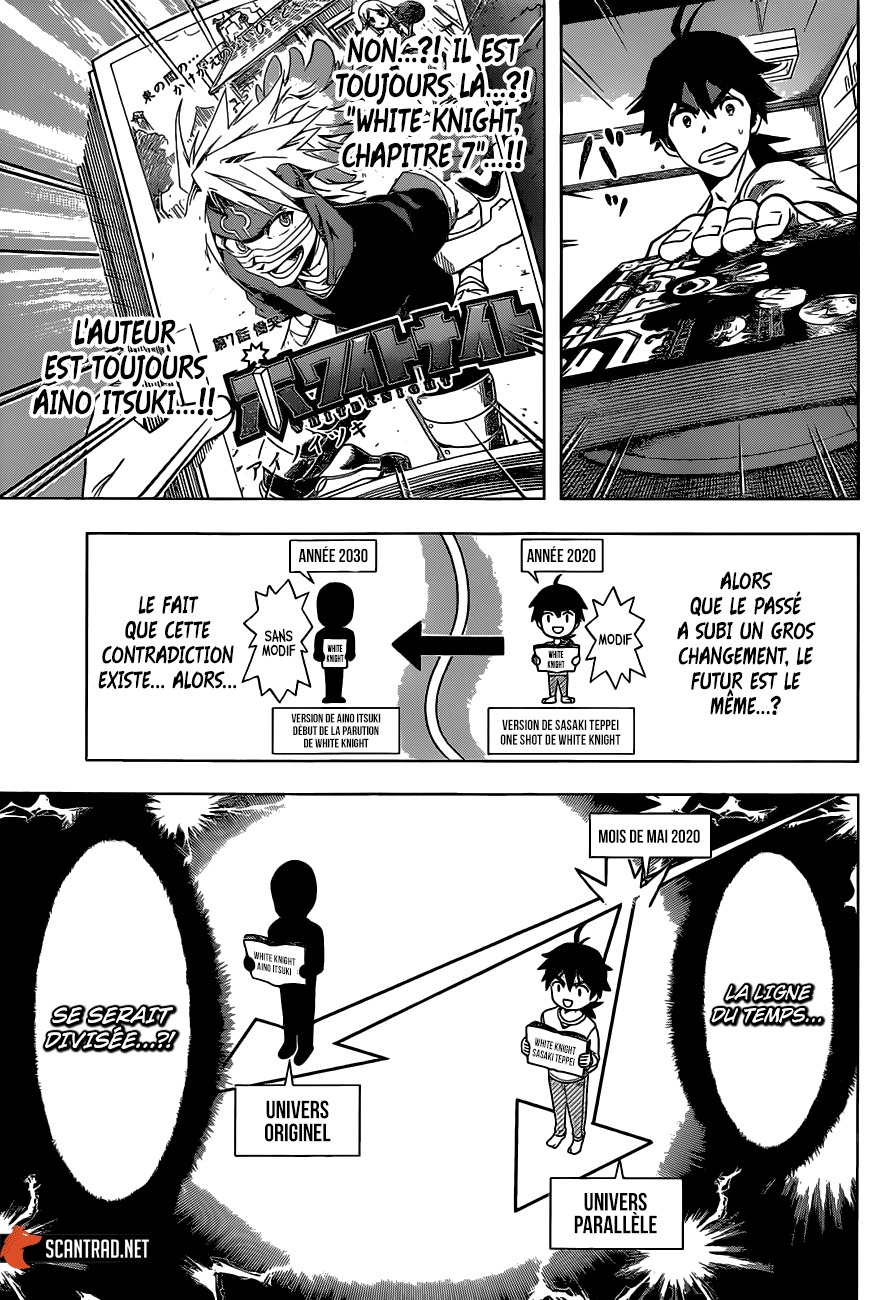 NON...?! IL EST
TOUJOURS LÀ...?!
"WHITE KNIGHT,
CHAPITRE 7"...!!
L'AUTEUR
EST TOUJOURS
AINO ITSUKI...!!
第7話 慟哭
ホワイトナイト
WHITE KNIGHT
アイノイツキ
ALORS
QUE LE PASSÉ
A SUBI UN GROS
CHANGEMENT, LE
FUTUR EST LE
MÊME...?
ANNÉE 2020
MODIF
WHITE
KNIGHT
VERSION DE SASAKI TEPPEI
ONE SHOT DE WHITE KNIGHT
ANNÉE 2030
SANS
MODIF
WHITE
KNIGHT
VERSION DE AINO ITSUKI
DÉBUT DE LA PARUTION
DE WHITE KNIGHT
LE FAIT
QUE CETTE
CONTRADICTION
EXISTE... ALORS...
MOIS DE MAI 2020
LA LIGNE
DU TEMPS...
WHITE KNIGHT
SASAKI TEPPEI
UNIVERS
PARALLÈLE
WHITE KNIGHT
AINO ITSUKI
UNIVERS
ORIGINEL
SE SERAIT
DIVISÉE...?!
SCANTRAD.NET